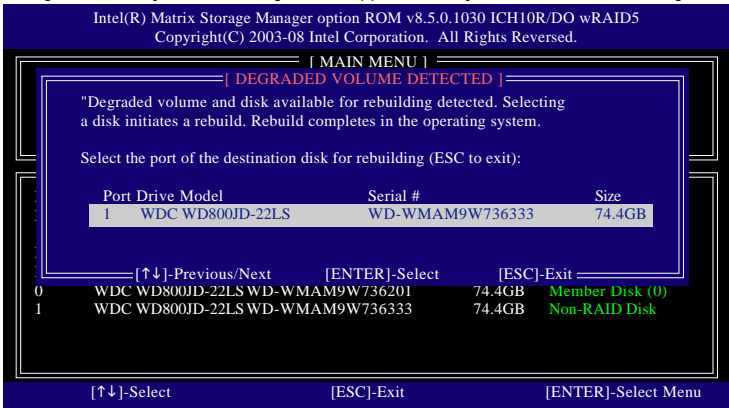 Intel(R) Matrix Storage Manager option ROM v8.5.0.1030 ICH10R/DO wRAID5
Copyright(C) 2003-08 Intel Corporation. All Rights Reversed.
[ MAIN MENU ]
[ DEGRADED VOLUME DETECTED ]
"Degraded volume and disk available for rebuilding detected. Selecting
a disk initiates a rebuild. Rebuild completes in the operating system.
Select the port of the destination disk for rebuilding (ESC to exit):
Port Drive Model Serial # Size
1 WDC WD800JD-22LS WD-WMAM9W736333 74.4GB
[↑↓]-Previous/Next [ENTER]-Select [ESC]-Exit
0 WDC WD800JD-22LS WD-WMAM9W736201 74.4GB Member Disk (0)
1 WDC WD800JD-22LS WD-WMAM9W736333 74.4GB Non-RAID Disk
[↑↓]-Select [ESC]-Exit [ENTER]-Select Menu